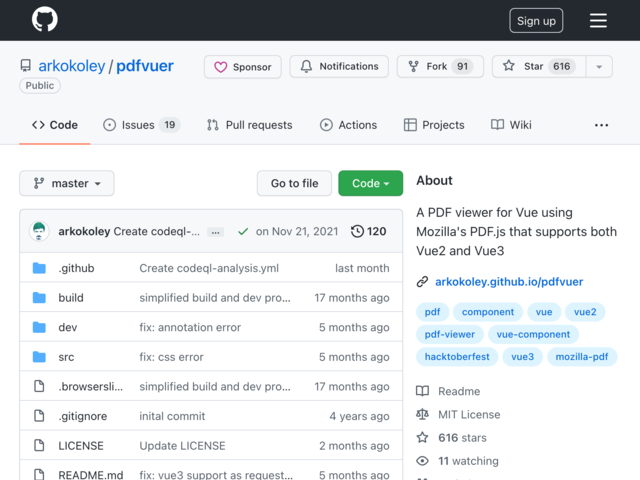 Sign up
arkokoley / pdfvuer
Public
Sponsor
Notifications
Fork 91
Star 616
Code
Issues 19
Pull requests
Actions
Projects
Wiki
...
master
Go to file
Code
arkokoley Create codeql-... ... on Nov 21, 2021 120
.github Create codeql-analysis.yml last month
build simplified build and dev pro... 17 months ago
dev fix: annotation error 5 months ago
src fix: css error 5 months ago
.browsersli... simplified build and dev pro... 17 months ago
.gitignore inital commit 4 years ago
LICENSE Update LICENSE 2 months ago
README.md fix: vue3 support as request... 5 months ago
About
A PDF viewer for Vue using
Mozilla's PDF.js that supports both
Vue2 and Vue3
arkokoley.github.io/pdfvuer
pdf component vue vue2
pdf-viewer vue-component
hacktoberfest vue3 mozilla-pdf
Readme
MIT License
616 stars
11 watching